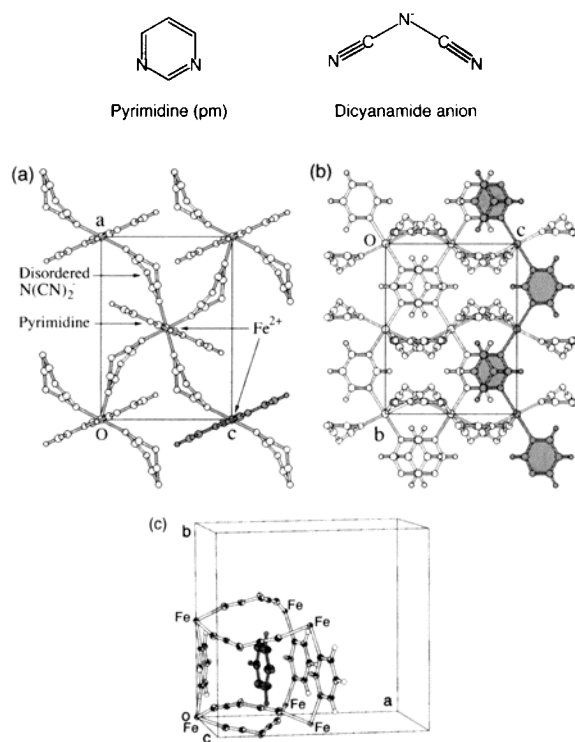 N N
N-
C C
N N
Pyrimidine (pm)
Dicyanamide anion
(a)
a
Disordered
N(CN)2-
Pyrimidine
Fe2+
O
c
(b)
O
c
b
(c)
b
Fe
Fe
Fe
O
Fe
Fe
Fe
a
c